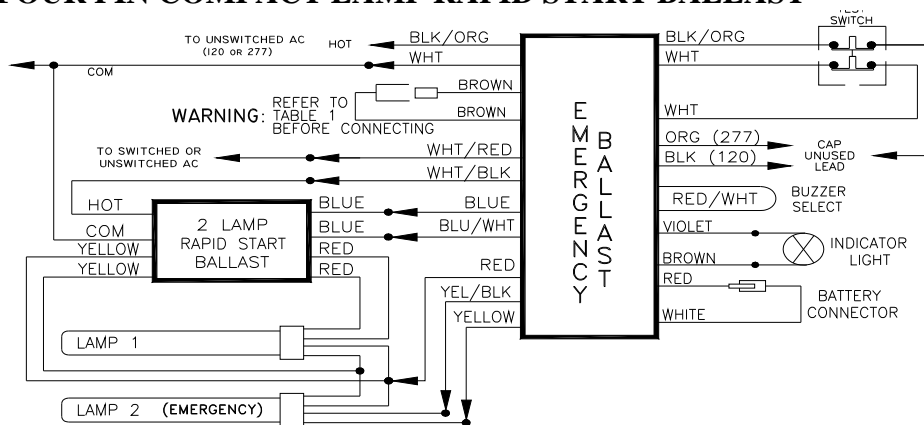 FOUR PIN COMPACT LAMP RAPID START BALLAST
TO UNSWITCHED AC
(120 OR 277)
HOT
COM
BLK/ORG
WHT
BROWN
BROWN
WARNING:
REFER TO
TABLE 1
BEFORE CONNECTING
TO SWITCHED OR
UNSWITCHED AC
WHT/RED
WHT/BLK
HOT
COM
YELLOW
YELLOW
2 LAMP
RAPID START
BALLAST
BLUE
BLUE
RED
RED
BLUE
BLU/WHT
RED
YEL/BLK
YELLOW
LAMP 1
LAMP 2 (EMERGENCY)
EMERGENCY
BALLAST
BLK/ORG
WHT
TEST
SWITCH
WHT
ORG (277)
BLK (120)
CAP
UNUSED
LEAD
RED/WHT
BUZZER
SELECT
VIOLET
BROWN
INDICATOR
LIGHT
RED
WHITE
BATTERY
CONNECTOR